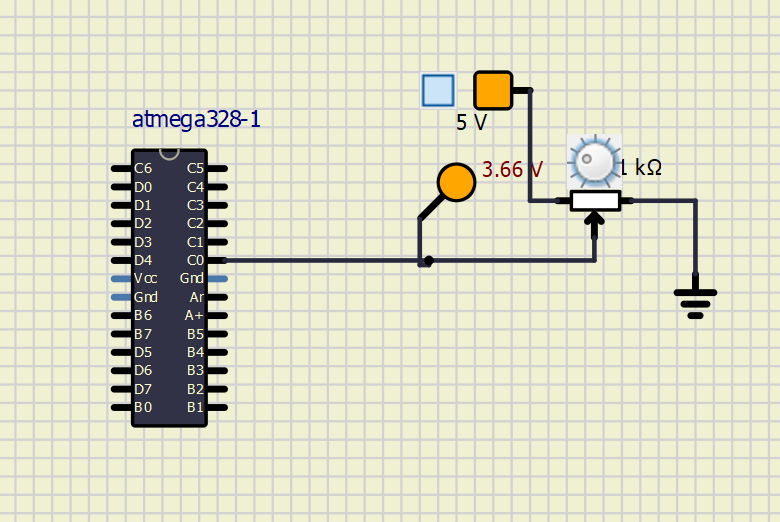 atmega328-1
5 V
3.66 V
1 kΩ
C6 C5
D0 C4
D1 C3
D2 C2
D3 C1
D4 C0
Vcc Gnd
Gnd Ar
B6 A+
B7 B5
D5 B4
D6 B3
D7 B2
B0 B1